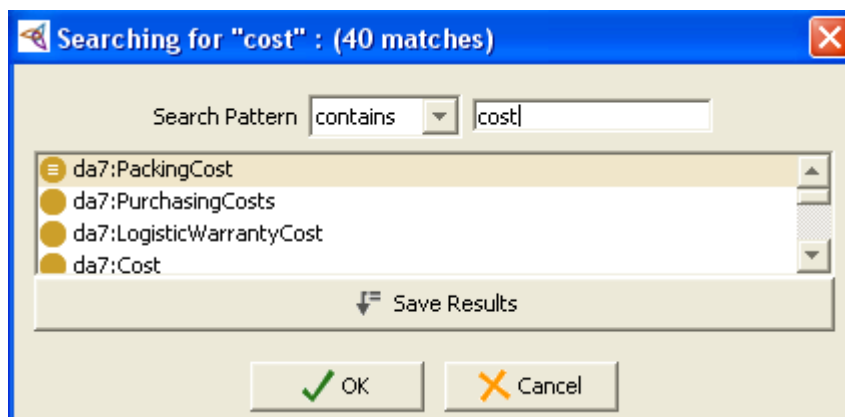 Searching for "cost" : (40 matches)
Search Pattern contains cost
da7:PackingCost
da7:PurchasingCosts
da7:LogisticWarrantyCost
da7:Cost
Save Results
OK Cancel